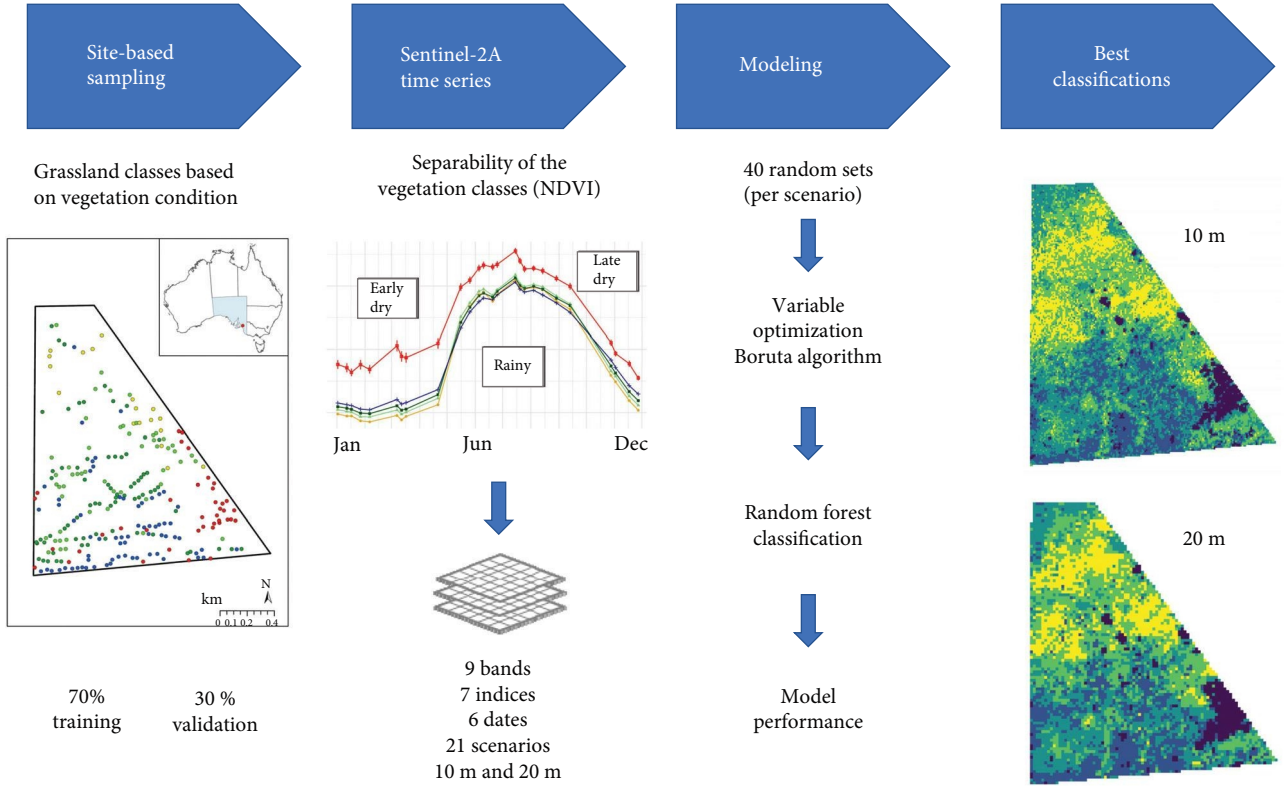 Site-based
sampling
Sentinel-2A
time series
Modeling
Best
classifications
Grassland classes based
on vegetation condition
N
km
0 0.1 0.2 0.4
70%
training
30 %
validation
Separability of the
vegetation classes (NDVI)
Early
dry
Rainy
Late
dry
Jan
Jun
Dec
9 bands
7 indices
6 dates
21 scenarios
10 m and 20 m
40 random sets
(per scenario)
Variable
optimization
Boruta algorithm
Random forest
classification
Model
performance
10 m
20 m